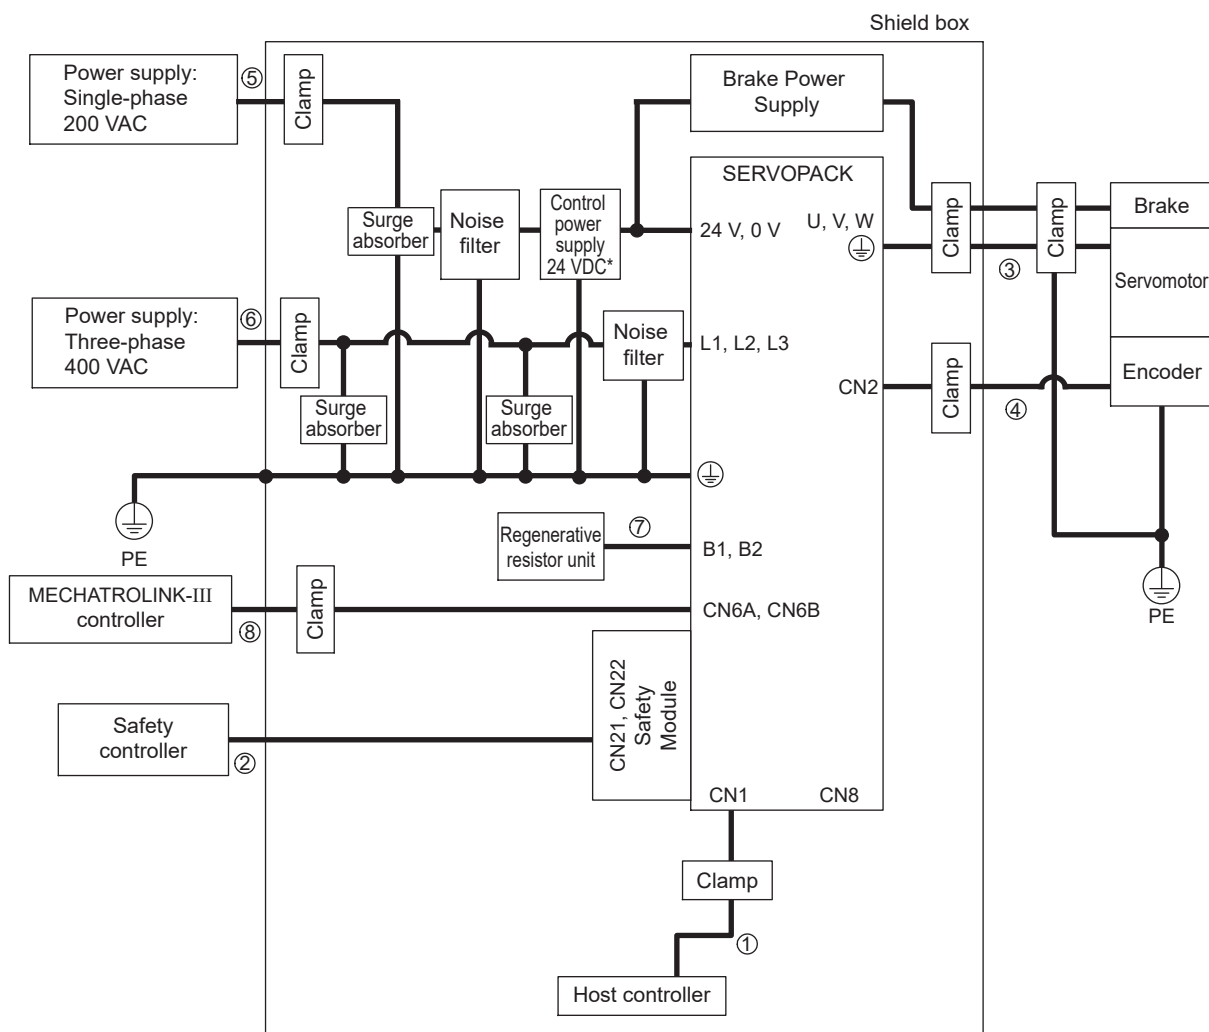 Shield box
Power supply:
Single-phase
200 VAC
⑤
Clamp
Brake Power
Supply
SERVOPACK
Surge
absorber
Noise
filter
Control
power
supply
24 VDC*
24 V, 0 V
U, V, W
Clamp
③
Clamp
Brake
Servomotor
Encoder
Power supply:
Three-phase
400 VAC
⑥
Clamp
Noise
filter
L1, L2, L3
CN2
Clamp
④
Surge
absorber
Surge
absorber
PE
Regenerative
resistor unit
⑦
B1, B2
PE
MECHATROLINK-III
controller
⑧
Clamp
CN6A, CN6B
CN21, CN22
Safety
Module
Safety
controller
②
CN1
CN8
Clamp
①
Host controller